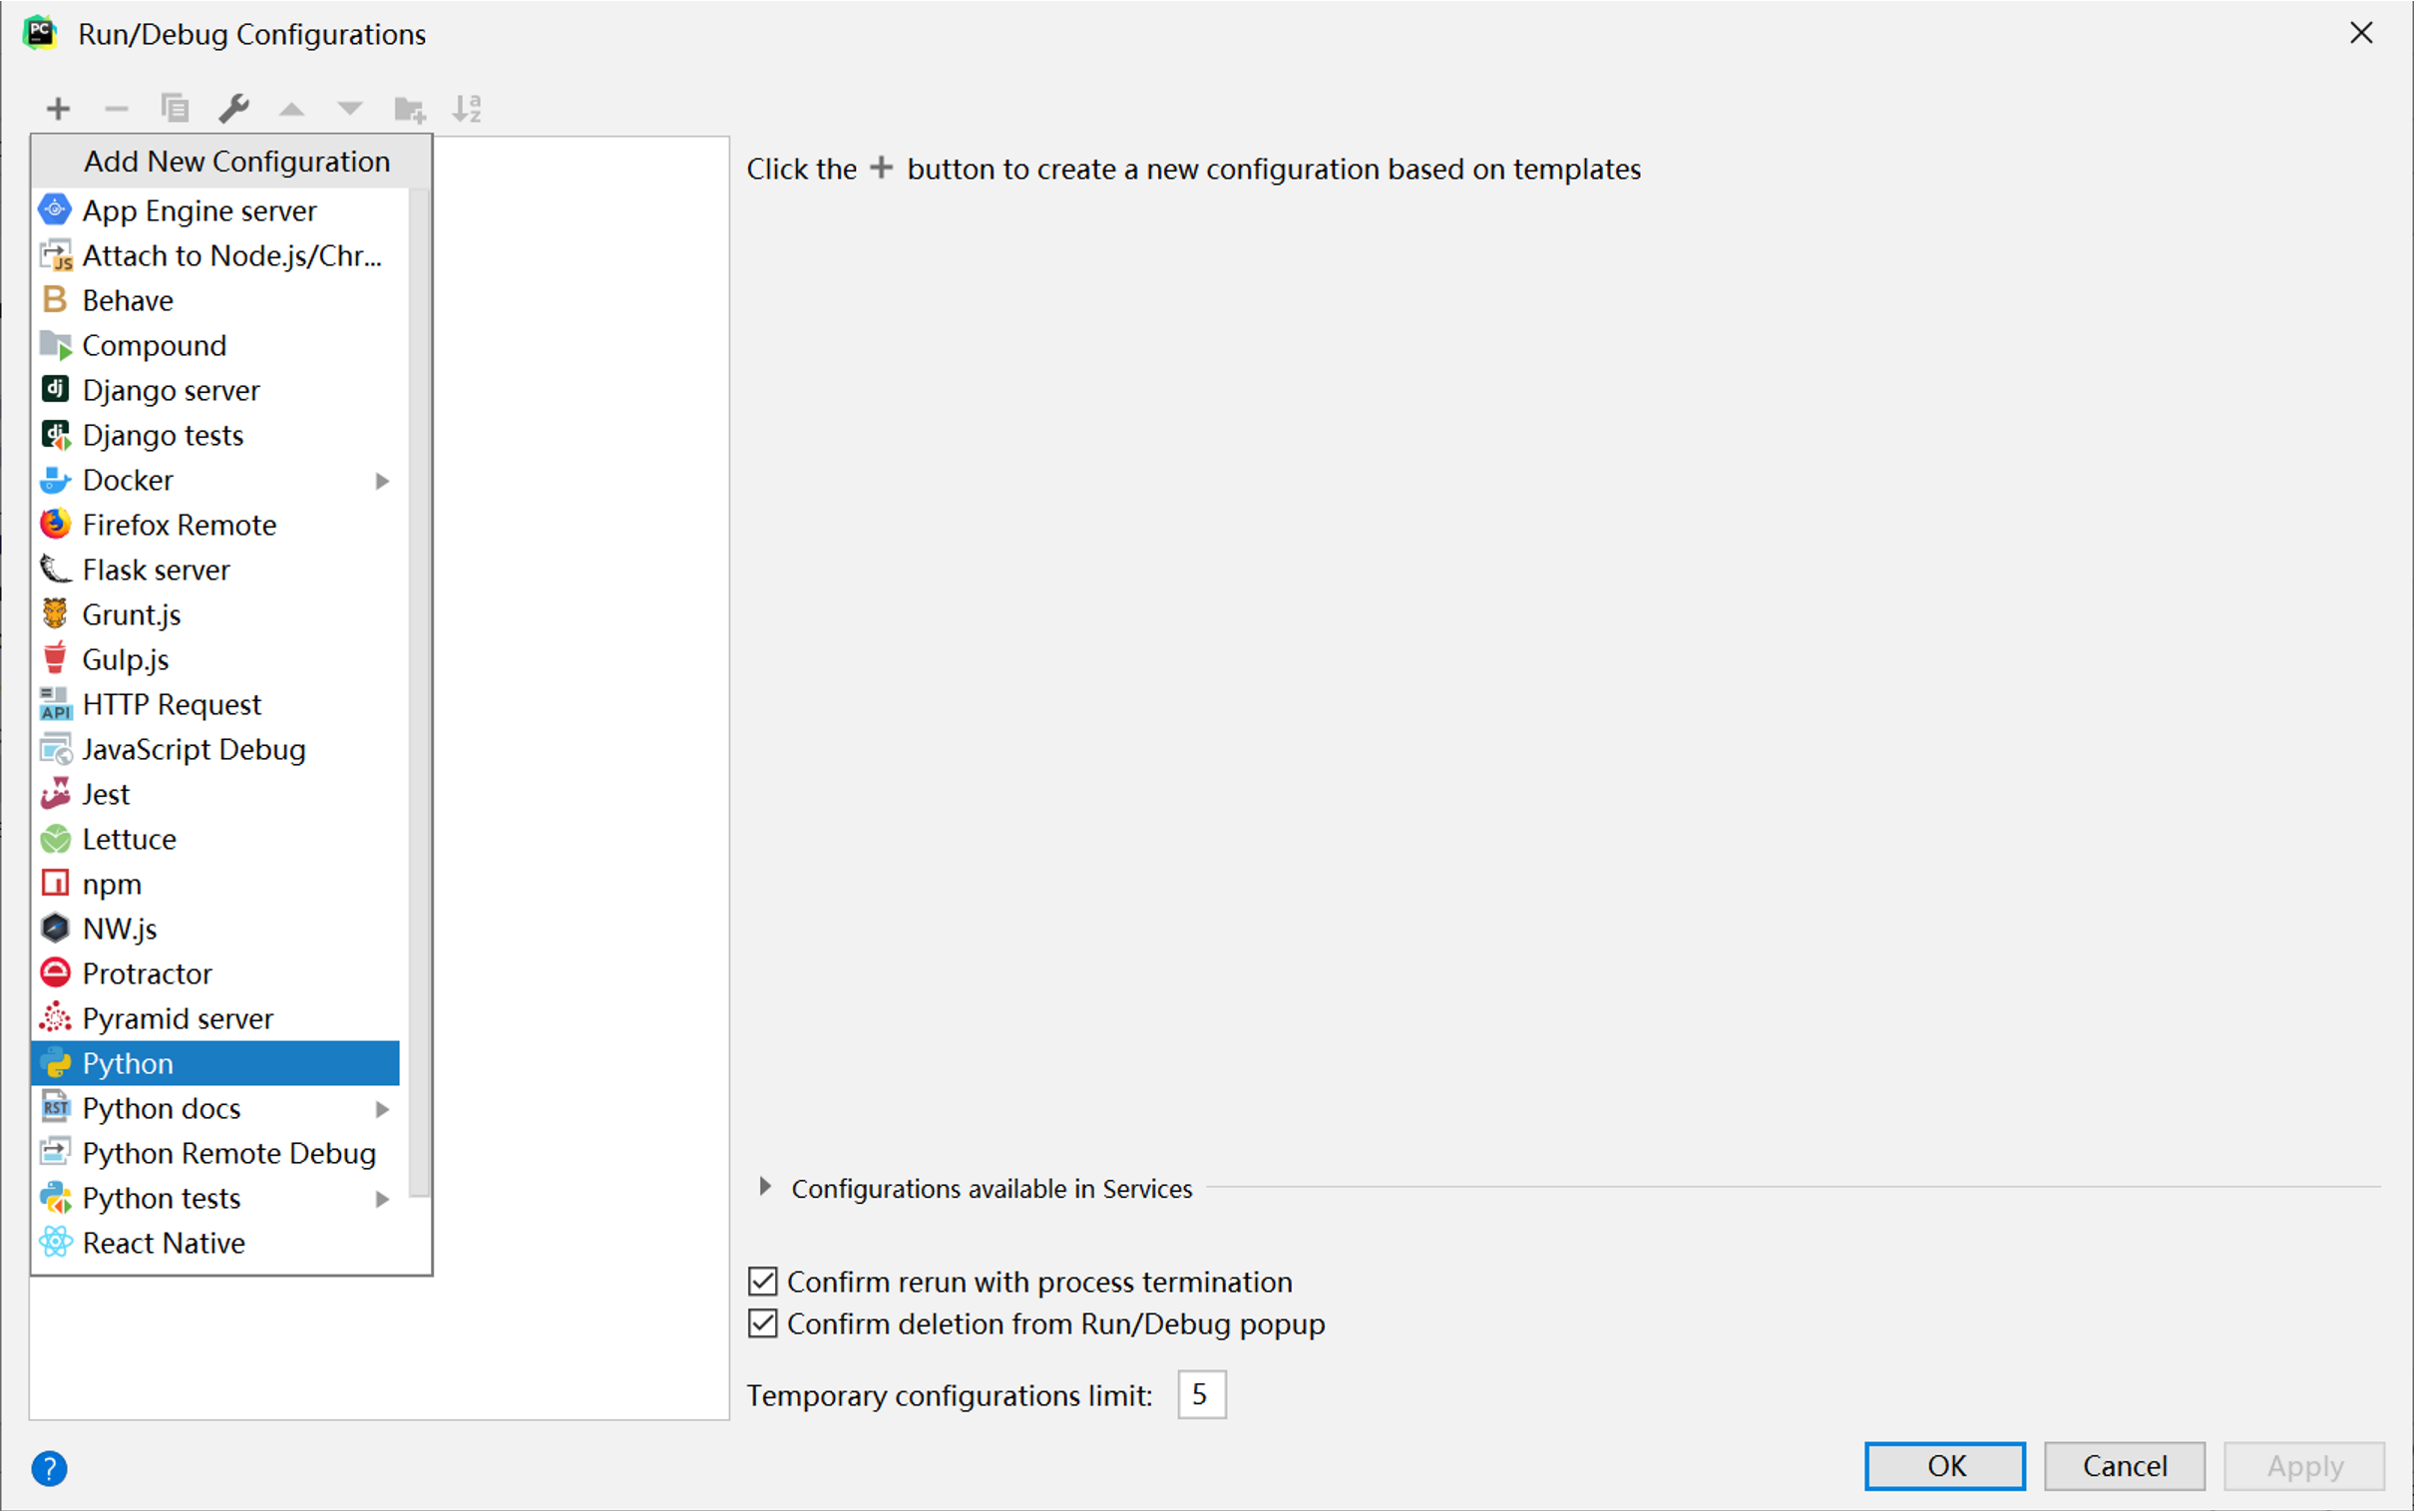 PC Run/Debug Configurations
Add New Configuration
App Engine server
Attach to Node.js/Chr...
Behave
Compound
Django server
Django tests
Docker
Firefox Remote
Flask server
Grunt.js
Gulp.js
HTTP Request
JavaScript Debug
Jest
Lettuce
npm
NW.js
Protractor
Pyramid server
Python
Python docs
Python Remote Debug
Python tests
React Native
Click the + button to create a new configuration based on templates
Configurations available in Services
Confirm rerun with process termination
Confirm deletion from Run/Debug popup
Temporary configurations limit: 5
? OK Cancel Apply